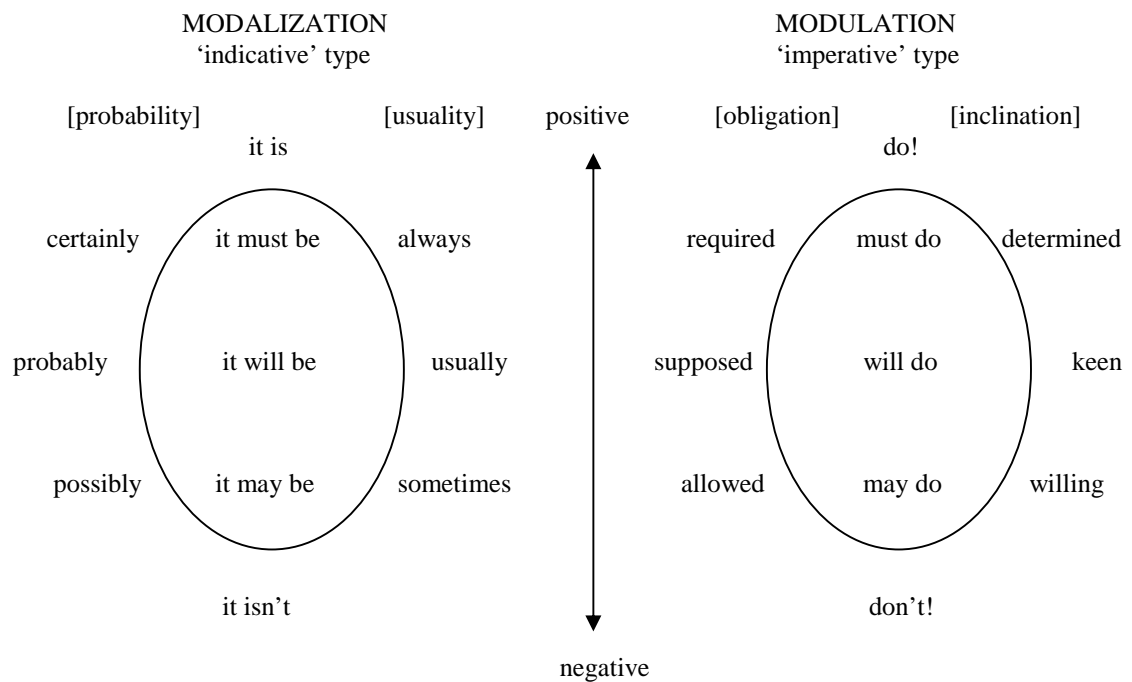 MODALIZATION MODULATION
‘indicative’ type ‘imperative’ type
[probability] [usuality] positive [obligation] [inclination]
it is do!
certainly it must be always required must do determined
probably it will be usually supposed will do keen
possibly it may be sometimes allowed may do willing
it isn’t don’t!
negative